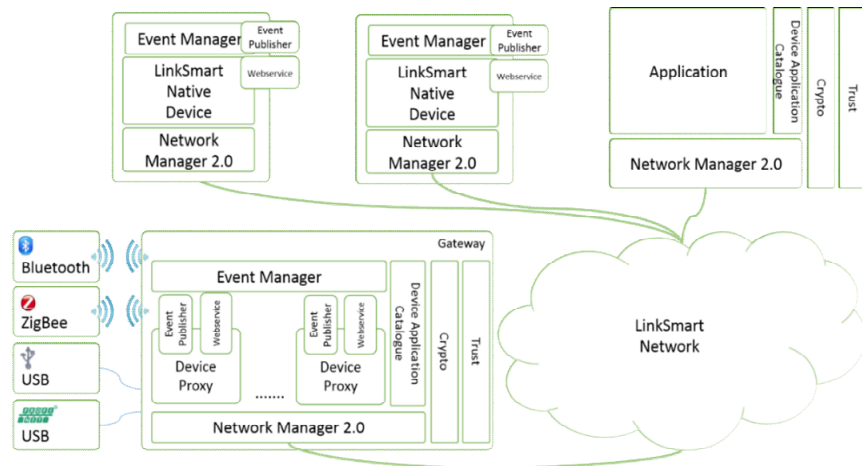 Event Manager
Event
Publisher
LinkSmart
Native
Device
Webservice
Network
Manager 2.0
Event Manager
Event
Publisher
LinkSmart
Native
Device
Webservice
Network
Manager 2.0
Application
Device Application
Catalogue
Crypto
Trust
Network Manager 2.0
Bluetooth
ZigBee
USB
USB
Gateway
Event Manager
Event
Publisher
Webservice
Device
Proxy
.......
Event
Publisher
Webservice
Device
Proxy
Device Application
Catalogue
Crypto
Trust
Network Manager 2.0
LinkSmart
Network